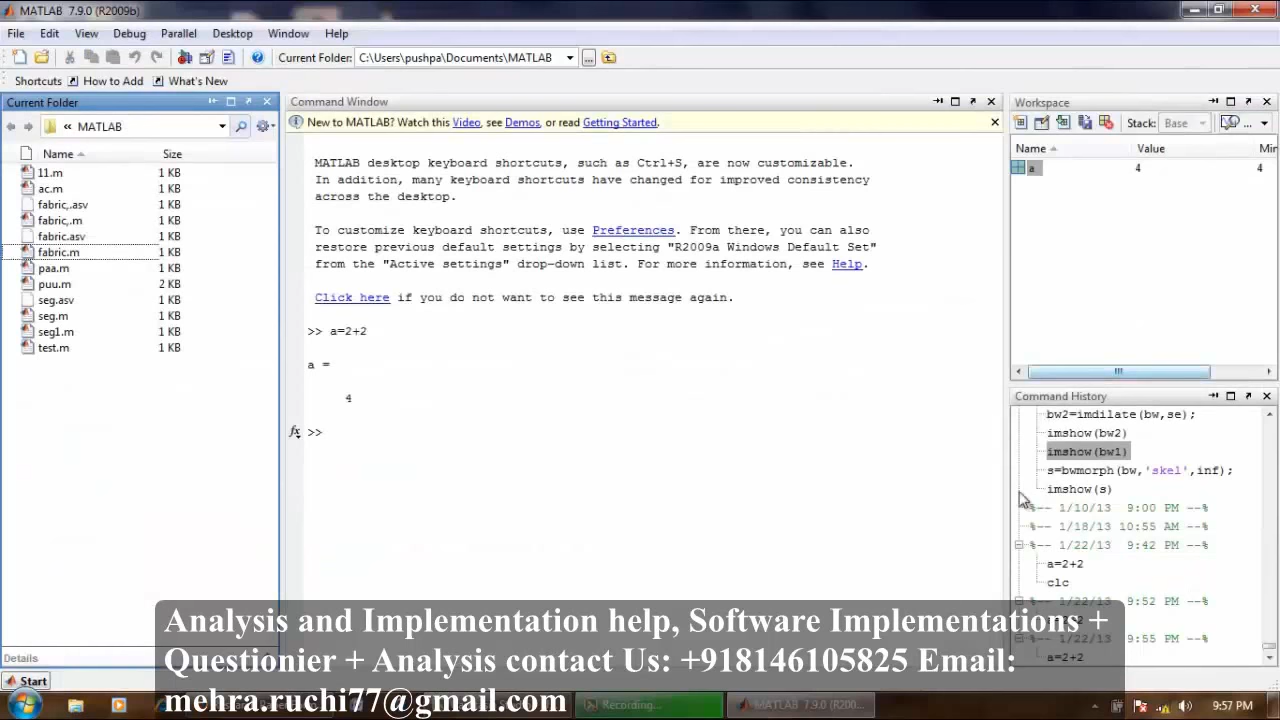 MATLAB 7.9.0 (R2009b)
File Edit View Debug Parallel Desktop Window Help
Current Folder: C:\Users\pushpa\Documents\MATLAB
Shortcuts How to Add What's New
Current Folder
« MATLAB
Name Size
11.m 1 KB
ac.m 1 KB
fabric,.asv 1 KB
fabric,.m 1 KB
fabric.asv 1 KB
fabric.m 1 KB
paa.m 1 KB
puu.m 2 KB
seg.asv 1 KB
seg.m 1 KB
seg1.m 1 KB
test.m 1 KB
Details
Start
Command Window
New to MATLAB? Watch this Video, see Demos, or read Getting Started.
MATLAB desktop keyboard shortcuts, such as Ctrl+S, are now customizable.
In addition, many keyboard shortcuts have changed for improved consistency
across the desktop.
To customize keyboard shortcuts, use Preferences. From there, you can also
restore previous default settings by selecting "R2009a Windows Default Set"
from the "Active settings" drop-down list. For more information, see Help.
Click here if you do not want to see this message again.
>> a=2+2
a =
4
fx >>
Workspace
Stack: Base
Name Value Min
a 4 4
Command History
bw2=imdilate(bw,se);
imshow(bw2)
imshow(bw1)
s=bwmorph(bw,'skel',inf);
imshow(s)
%-- 1/10/13 9:00 PM --%
%-- 1/18/13 10:55 AM --%
%-- 1/22/13 9:42 PM --%
a=2+2
clc
%-- 1/22/13 9:52 PM --%
%-- 1/22/13 9:55 PM --%
a=2+2
Analysis and Implementation help, Software Implementations +
Questionier + Analysis contact Us: +918146105825 Email:
mehra.ruchi77@gmail.com
Recording...
MATLAB 7.9.0 (R200...
9:57 PM